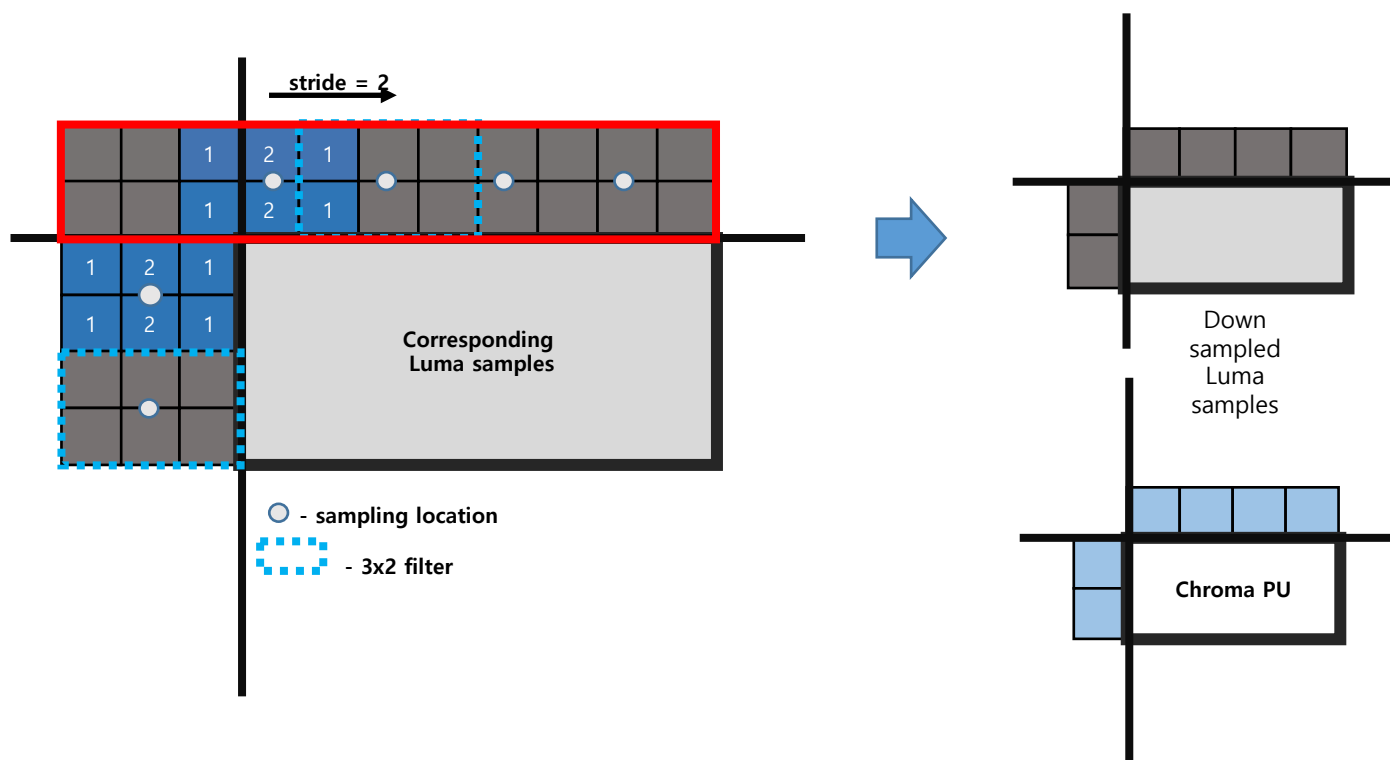 stride = 2
1 2 1
1 2 1
1 2 1
1 2 1
Corresponding
Luma samples
- sampling location
- 3x2 filter
Down
sampled
Luma
samples
Chroma PU